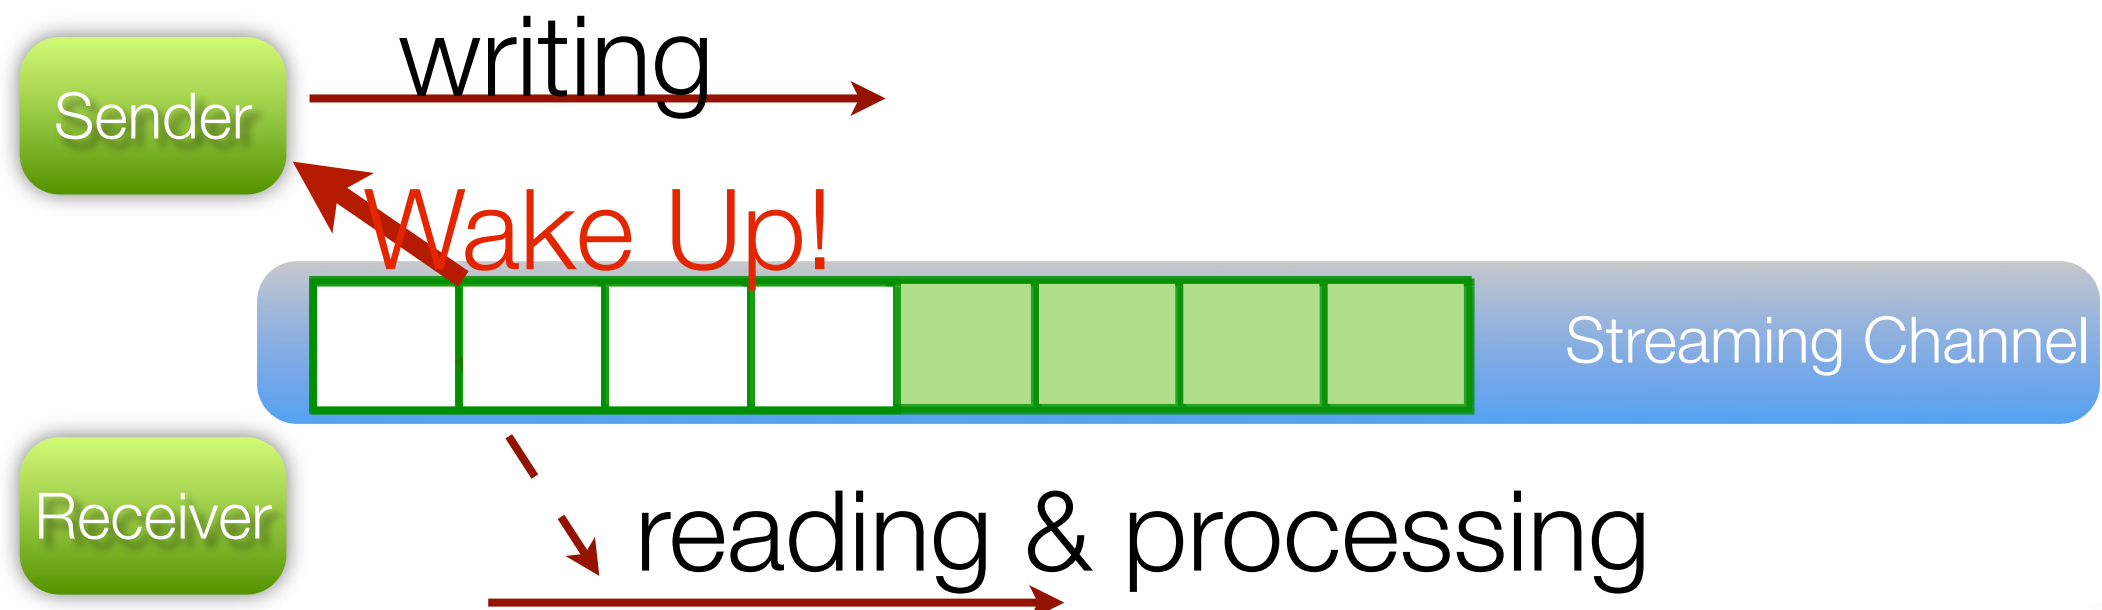 writing
Sender
Wake Up!
Streaming Channel
Receiver
reading & processing